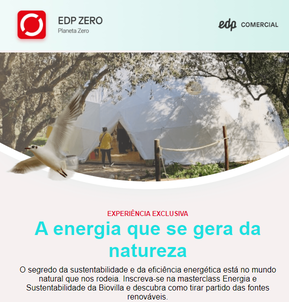 EDP ZERO
Planeta Zero
edp COMERCIAL
EXPERIÊNCIA EXCLUSIVA
A energia que se gera da
natureza
O segredo da sustentabilidade e da eficiência energética está no mundo
natural que nos rodeia. Inscreva-se na masterclass Energia e
Sustentabilidade da Biovilla e descubra como tirar partido das fontes
renováveis.